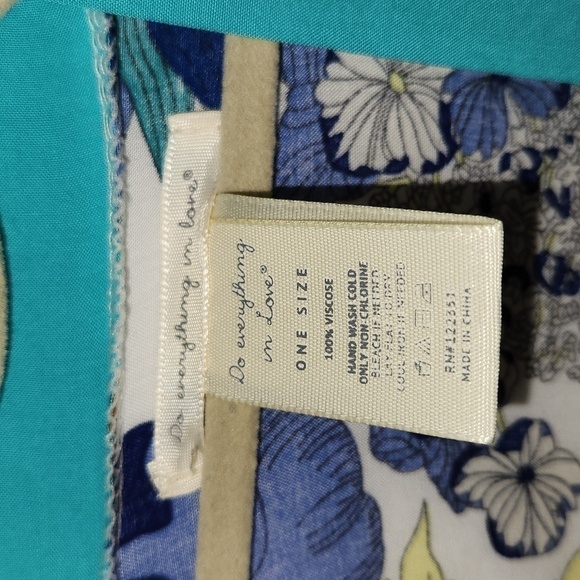 Do everything in love®
Do everything
in Love®
ONE SIZE
100% VISCOSE
HAND WASH COLD
ONLY NON-CHLORINE
BLEACH IF NEEDED
LAY FLAT TO DRY
COOL IRON IF NEEDED
RN#122331
MADE IN CHINA